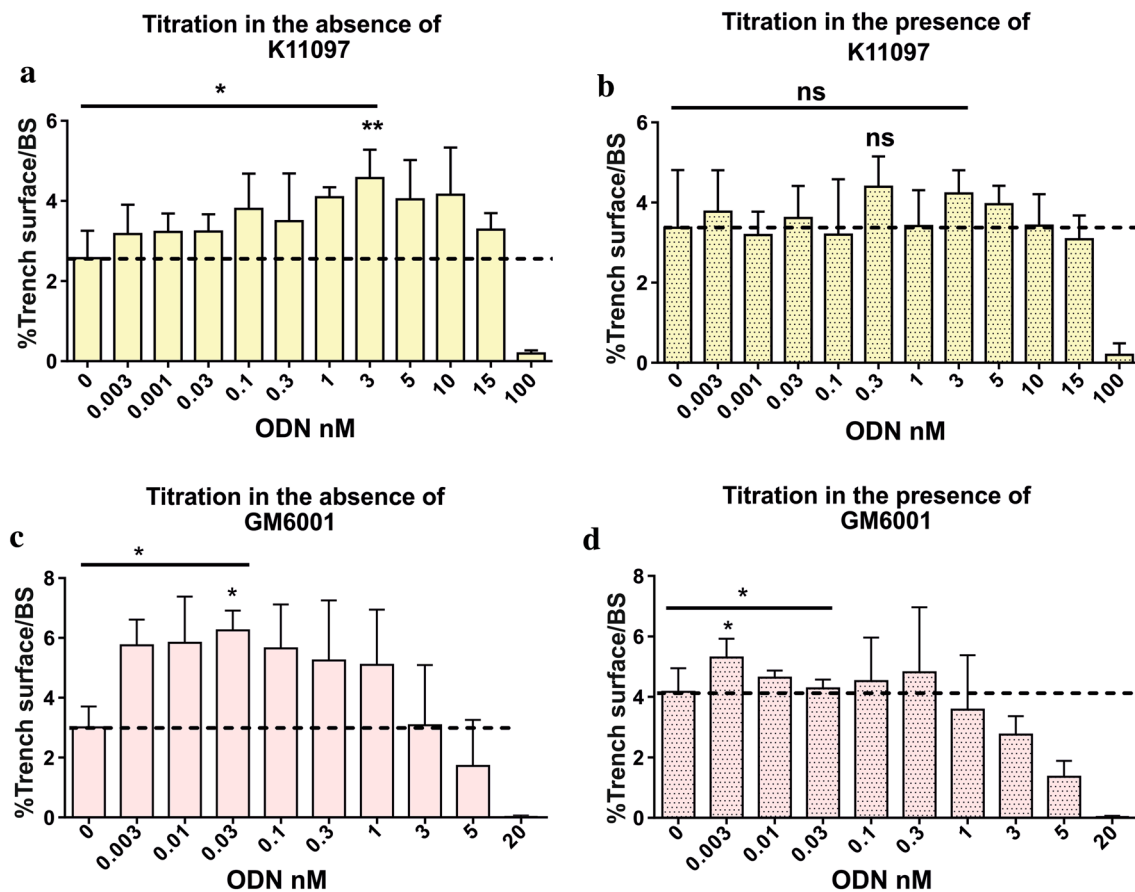 Titration in the absence of
K11097
a
*
**
%Trench surface/BS
6
4
2
0
0 0.003 0.001 0.03 0.1 0.3 1 3 5 10 15 100
ODN nM
Titration in the presence of
K11097
b
ns
ns
%Trench surface/BS
6
4
2
0
0 0.003 0.001 0.03 0.1 0.3 1 3 5 10 15 100
ODN nM
Titration in the absence of
GM6001
c
*
*
%Trench surface/BS
8
6
4
2
0
0 0.003 0.01 0.03 0.1 0.3 1 3 5 20
ODN nM
Titration in the presence of
GM6001
d
*
*
%Trench surface/BS
8
6
4
2
0
0 0.003 0.01 0.03 0.1 0.3 1 3 5 20
ODN nM